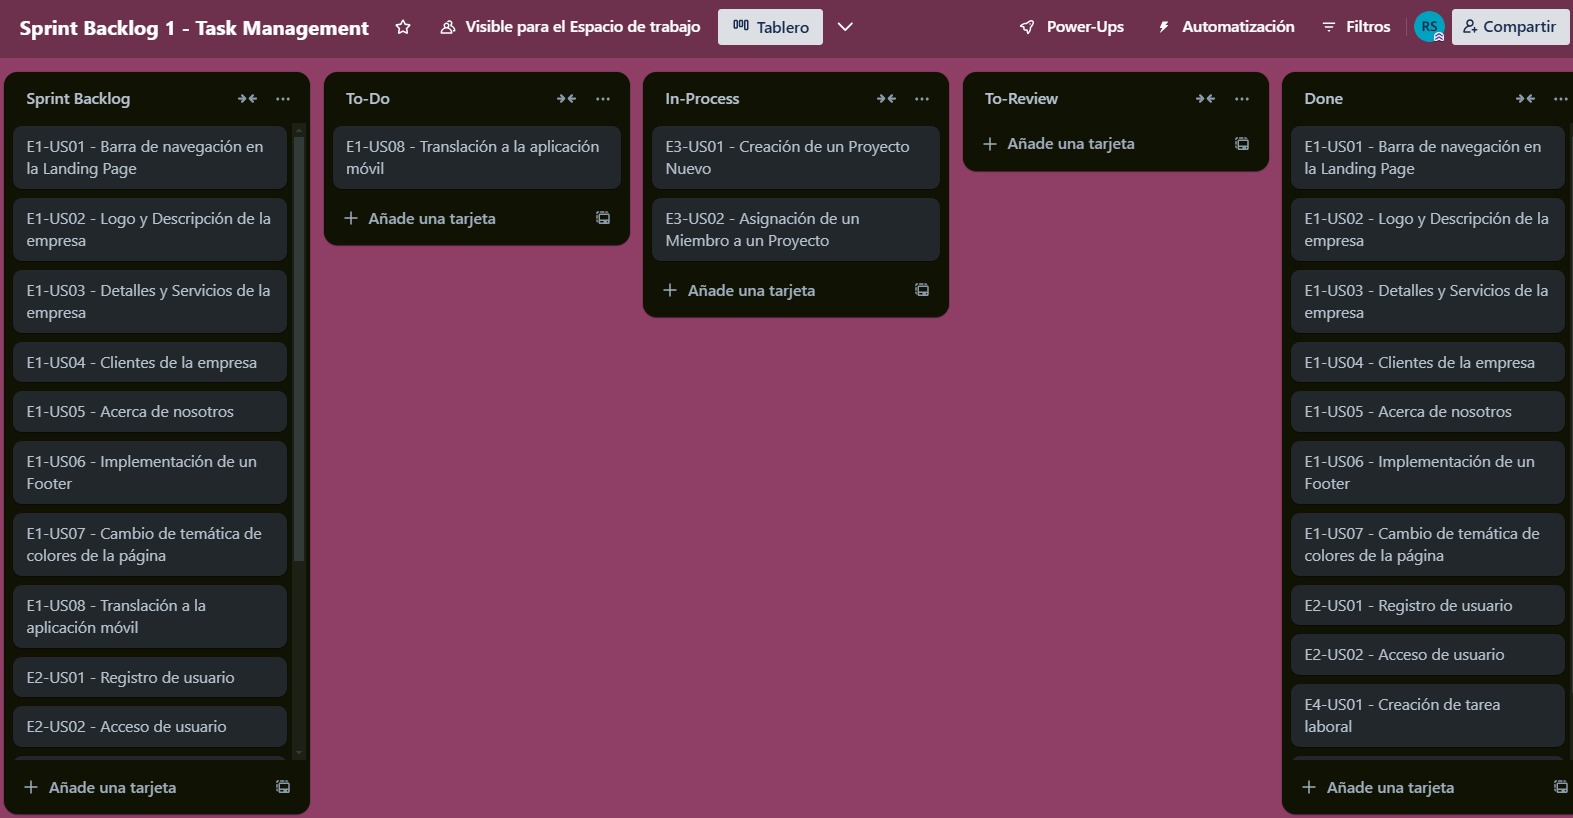 Sprint Backlog 1 - Task Management
Visible para el Espacio de trabajo
Tablero
Power-Ups
Automatización
Filtros
RS
Compartir
Sprint Backlog
E1-US01 - Barra de navegación en
la Landing Page
E1-US02 - Logo y Descripción de la
empresa
E1-US03 - Detalles y Servicios de la
empresa
E1-US04 - Clientes de la empresa
E1-US05 - Acerca de nosotros
E1-US06 - Implementación de un
Footer
E1-US07 - Cambio de temática de
colores de la página
E1-US08 - Translación a la
aplicación móvil
E2-US01 - Registro de usuario
E2-US02 - Acceso de usuario
Añade una tarjeta
To-Do
E1-US08 - Translación a la aplicación
móvil
Añade una tarjeta
In-Process
E3-US01 - Creación de un Proyecto
Nuevo
E3-US02 - Asignación de un
Miembro a un Proyecto
Añade una tarjeta
To-Review
Añade una tarjeta
Done
E1-US01 - Barra de navegación en
la Landing Page
E1-US02 - Logo y Descripción de la
empresa
E1-US03 - Detalles y Servicios de la
empresa
E1-US04 - Clientes de la empresa
E1-US05 - Acerca de nosotros
E1-US06 - Implementación de un
Footer
E1-US07 - Cambio de temática de
colores de la página
E2-US01 - Registro de usuario
E2-US02 - Acceso de usuario
E4-US01 - Creación de tarea
laboral
Añade una tarjeta